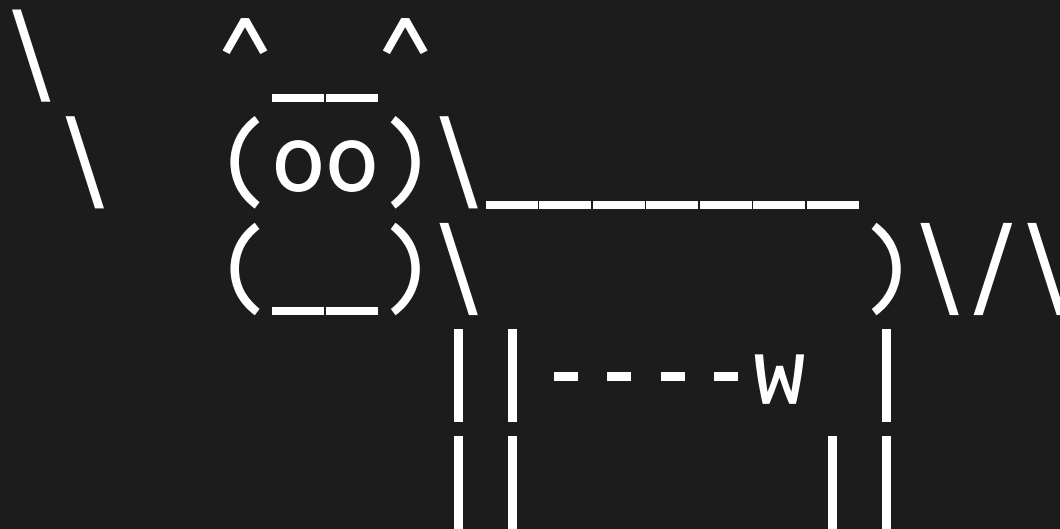 \   ^__^
 \  (oo)\_______
    (__)\       )\/\
        ||----w |
        ||     ||